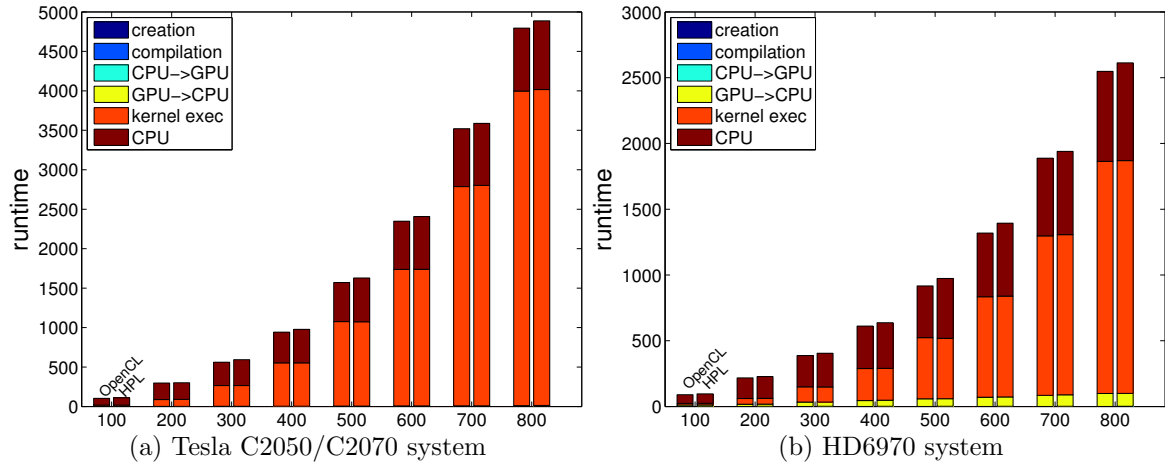 5000
4500
4000
3500
3000
2500
2000
1500
1000
500
0
runtime
creation
compilation
CPU->GPU
GPU->CPU
kernel exec
CPU
OpenCL
HPL
100 200 300 400 500 600 700 800
(a) Tesla C2050/C2070 system
3000
2500
2000
1500
1000
500
0
runtime
creation
compilation
CPU->GPU
GPU->CPU
kernel exec
CPU
OpenCL
HPL
100 200 300 400 500 600 700 800
(b) HD6970 system